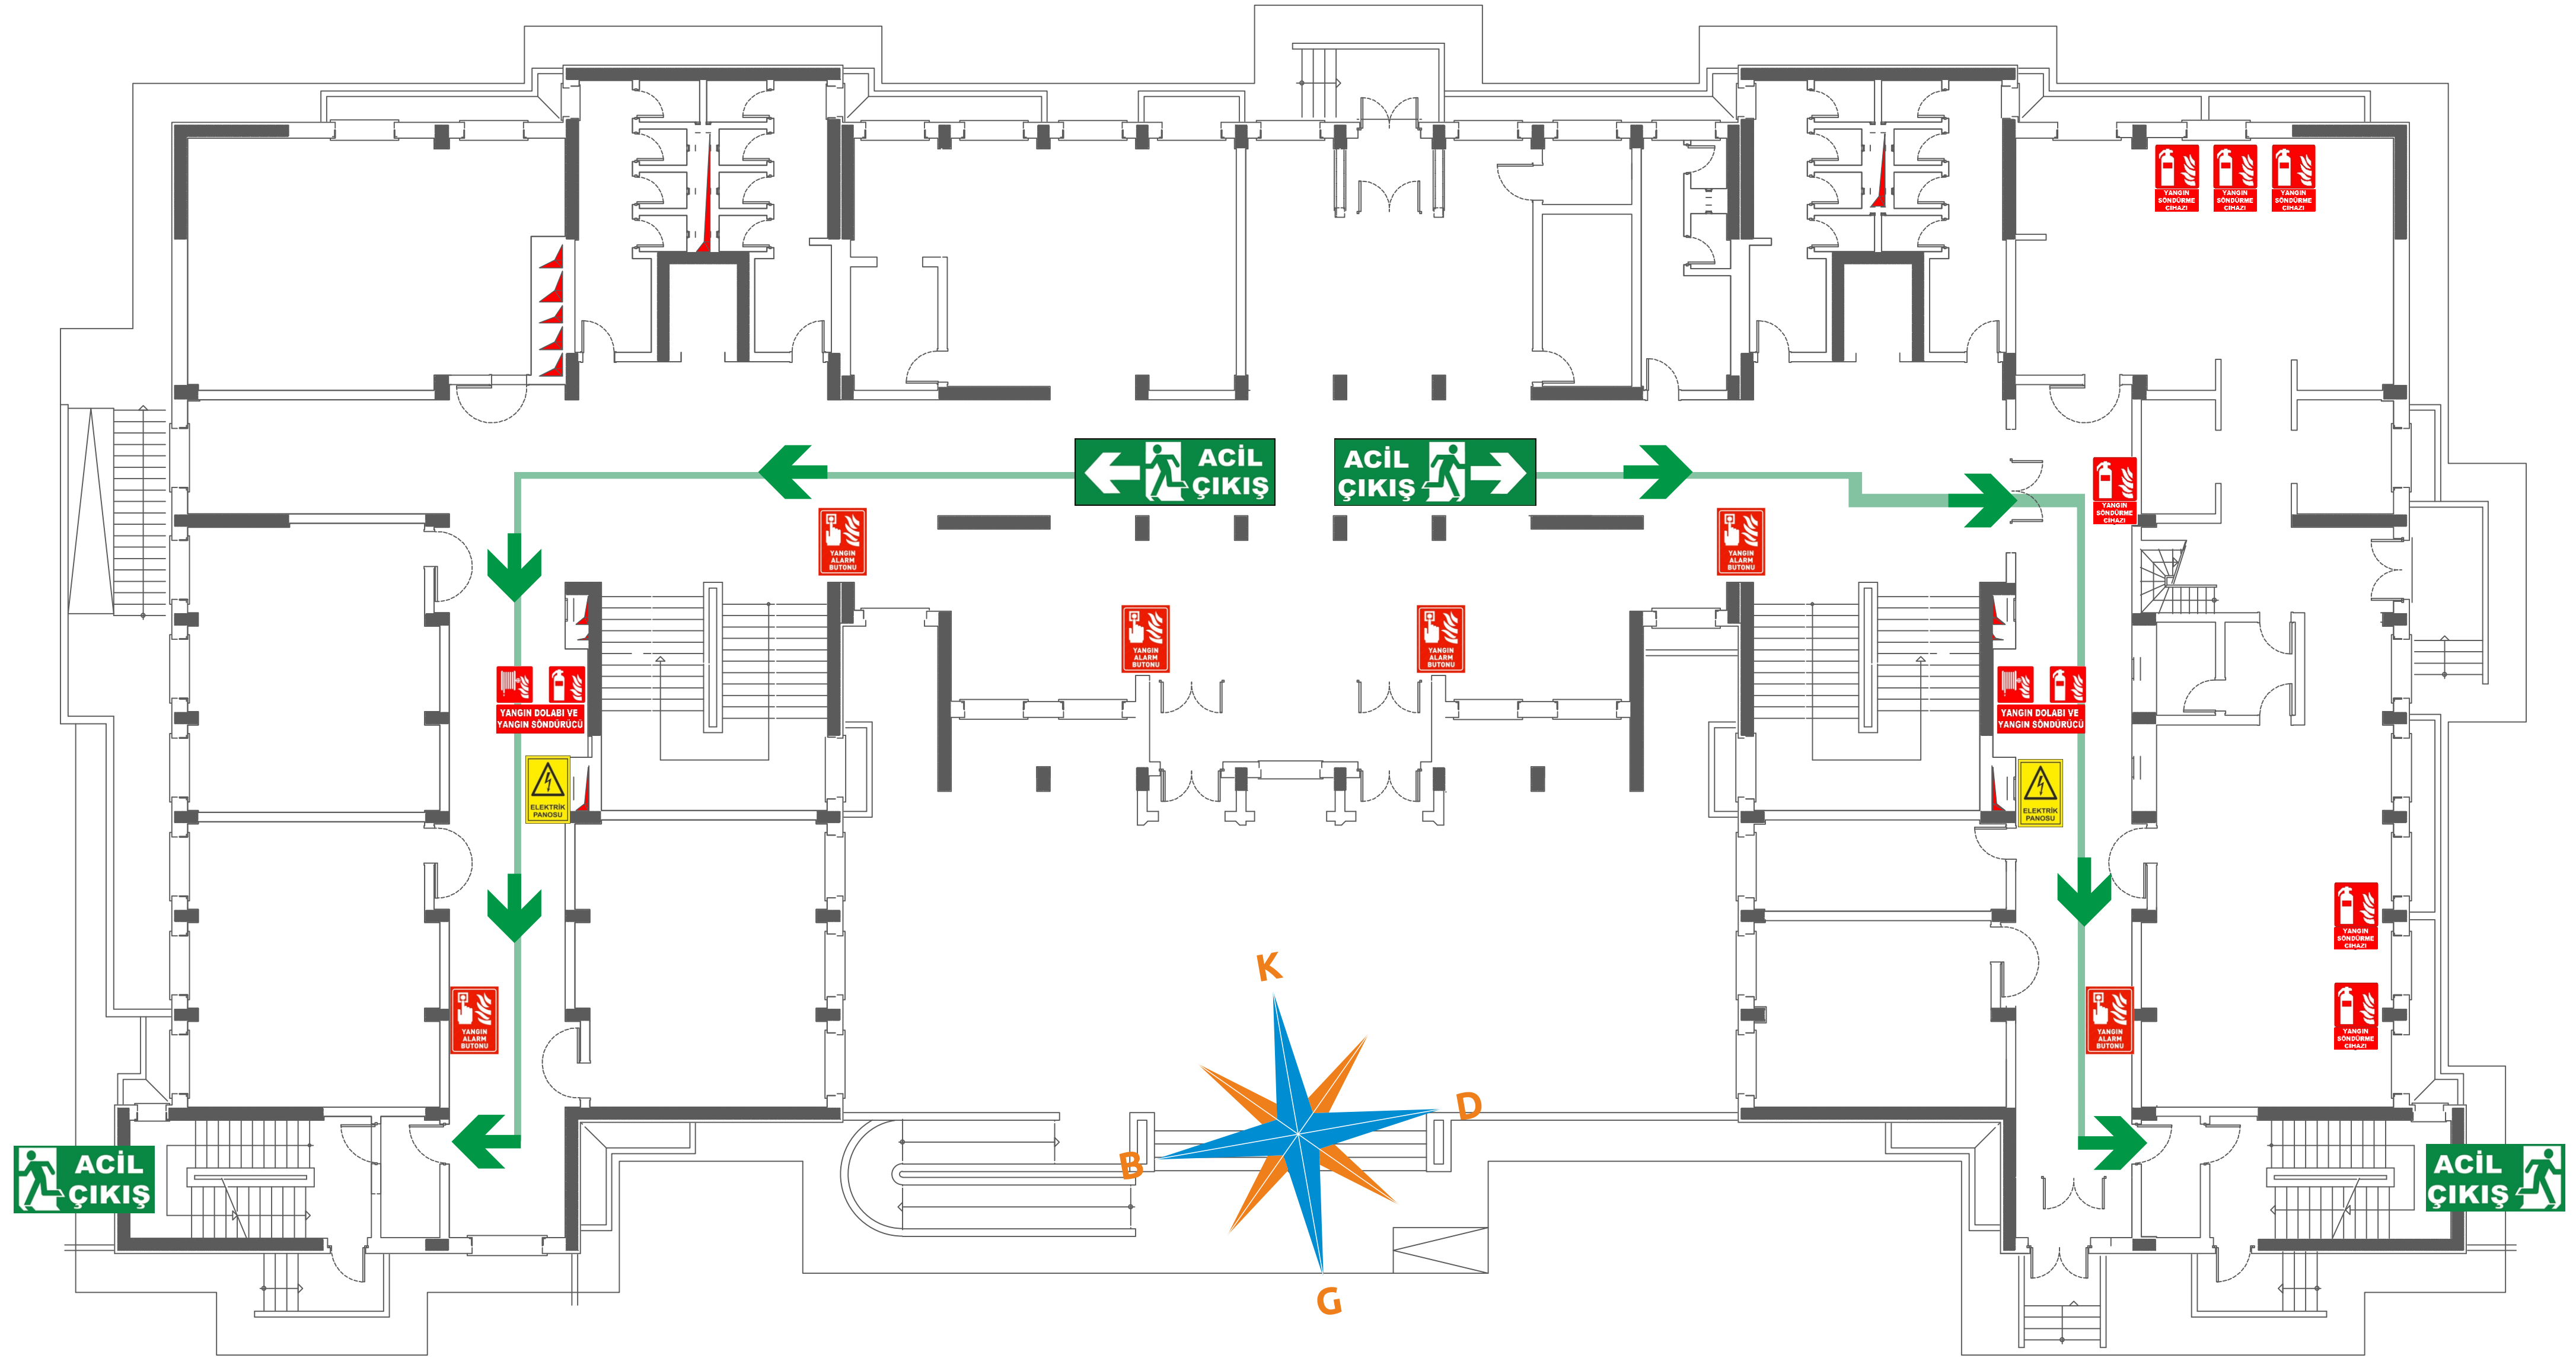 YANGIN
SÖNDÜRME
CİHAZI
YANGIN
SÖNDÜRME
CİHAZI
YANGIN
SÖNDÜRME
CİHAZI
ACİL
ÇIKIŞ
ACİL
ÇIKIŞ
YANGIN
SÖNDÜRME
CİHAZI
YANGIN
ALARM
BUTONU
YANGIN
ALARM
BUTONU
YANGIN
ALARM
BUTONU
YANGIN
ALARM
BUTONU
YANGIN DOLABI VE
YANGIN SÖNDÜRÜCÜ
YANGIN DOLABI VE
YANGIN SÖNDÜRÜCÜ
ELEKTRİK
PANOSU
ELEKTRİK
PANOSU
YANGIN
SÖNDÜRME
CİHAZI
K
YANGIN
ALARM
BUTONU
YANGIN
ALARM
BUTONU
YANGIN
SÖNDÜRME
CİHAZI
D
B
G
ACİL
ÇIKIŞ
ACİL
ÇIKIŞ